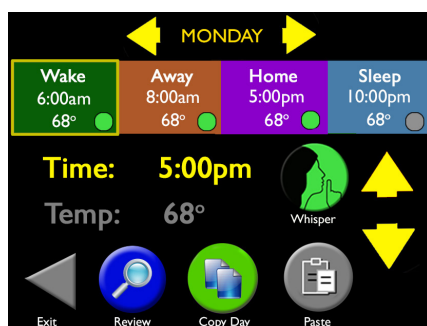 MONDAY
Wake Away Home Sleep
6:00am 8:00am 5:00pm 10:00pm
68° 68° 68° 68°
Time: 5:00pm
Temp: 68°
Whisper
Exit Review Copy Day Paste